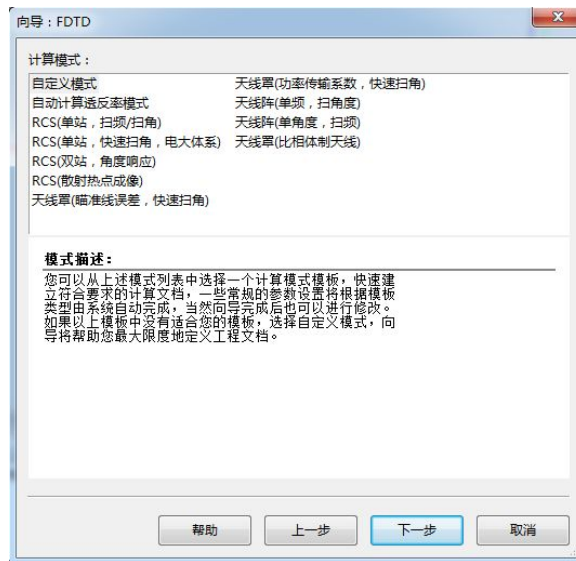 向导：FDTD
计算模式：
自定义模式
自动计算透反率模式
RCS(单站，扫频/扫角)
RCS(单站，快速扫角，电大体系)
RCS(双站，角度响应)
RCS(散射热点成像)
天线罩(瞄准线误差，快速扫角)
天线罩(功率传输系数，快速扫角)
天线阵(单频，扫角度)
天线阵(单角度，扫频)
天线罩(比相体制天线)
模式描述：
您可以从上述模式列表中选择一个计算模式模板，快速建
立符合要求的计算文档，一些常规的参数设置将根据模板
类型由系统自动完成，当然向导完成后也可以进行修改。
如果以上模板中没有适合您的模板，选择自定义模式，向
导将帮助您最大限度地定义工程文档。
帮助
上一步
下一步
取消